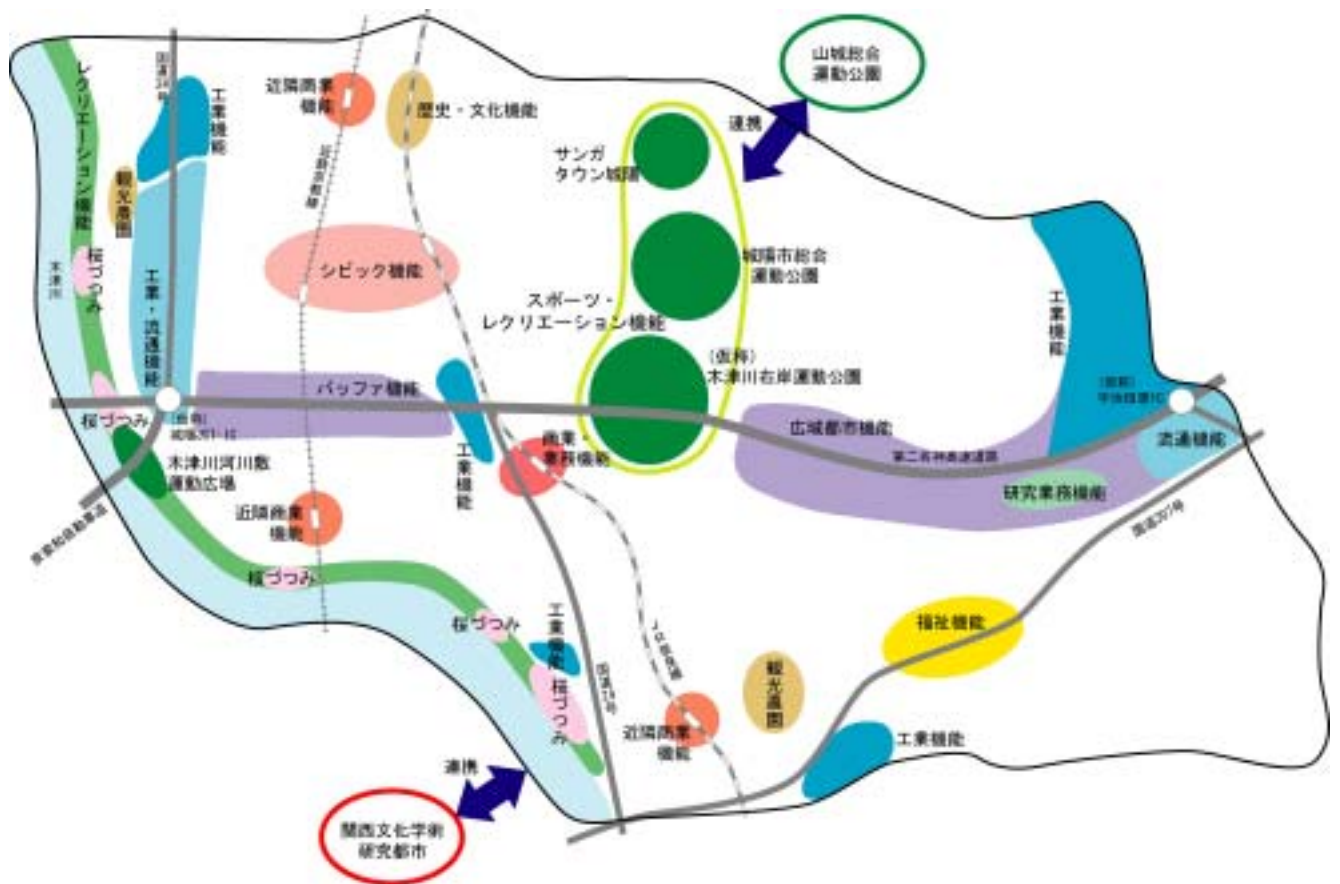 山城総合
運動公園
連携
レクリエーション機能
工業機能
近隣商業
機能
歴史・文化機能
サンガ
タウン城陽
観光農園
桜づつみ
木津川
工業・流通機能
シビック機能
城陽市総合
運動公園
スポーツ・
レクリエーション機能
工業機能
(仮称)
木津川右岸運動公園
バッファ機能
桜づつみ
木津川河川敷
運動広場
工業機能
商業・
業務機能
広域都市機能
流通機能
研究業務機能
近隣商業
機能
桜づつみ
桜づつみ
工業機能
桜づつみ
福祉機能
観光農園
近隣商業
機能
工業機能
連携
関西文化学術
研究都市
国道24号
国道307号
第二名神高速道路